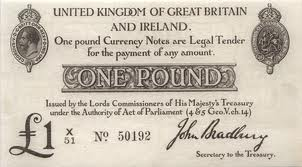 UNITED KINGDOM OF GREAT BRITAIN
AND IRELAND.
One pound Currency Notes are Legal Tender
for the payment of any amount.
ONE POUND
Issued by the Lords Commissioners of His Majesty's Treasury
under the Authority of Act of Parliament (4 & 5 Geo. V. ch. 14)
£1 X/51 No 50192 John Bradbury
Secretary to the Treasury.